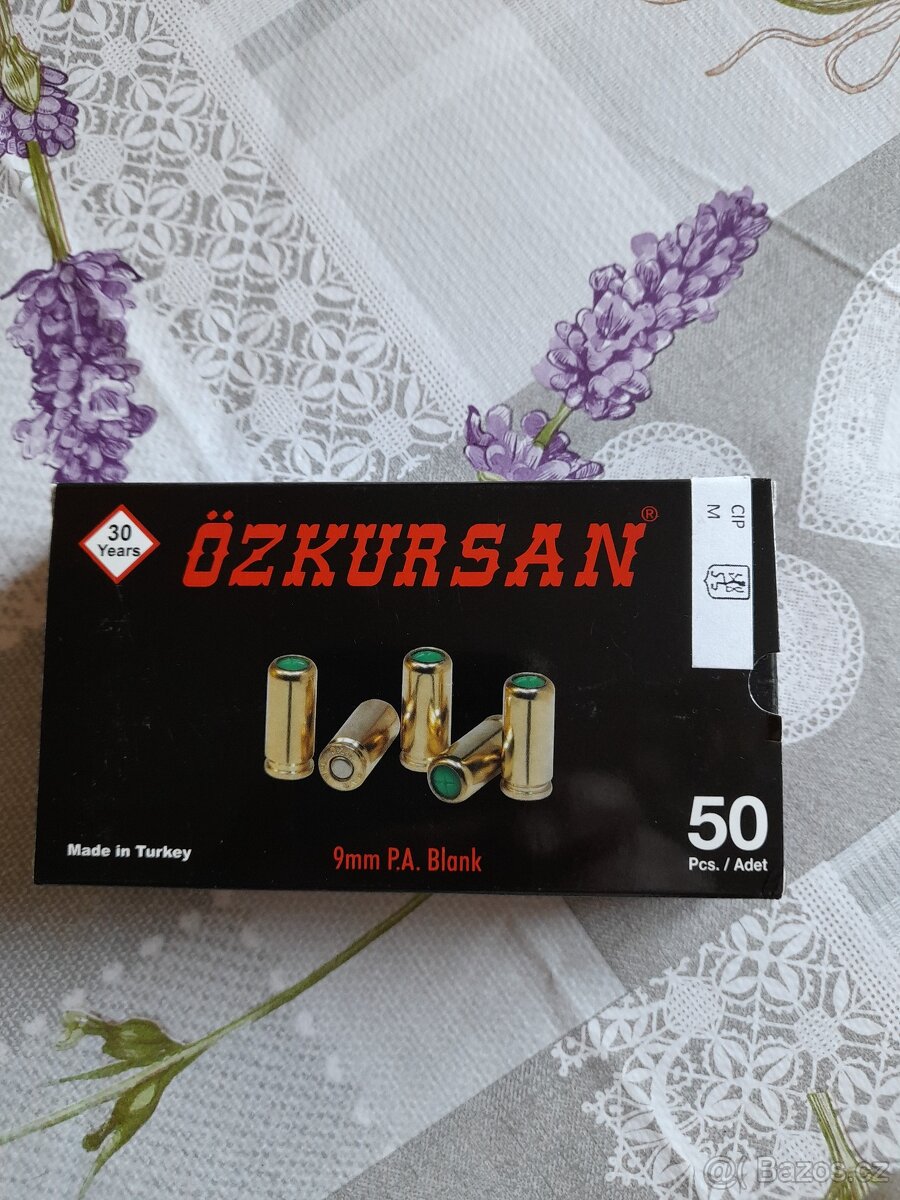 30
Years
ÖZKURSAN®
CIP
M
50
Pcs. / Adet
Made in Turkey
9mm P.A. Blank
@( Bazos.cz